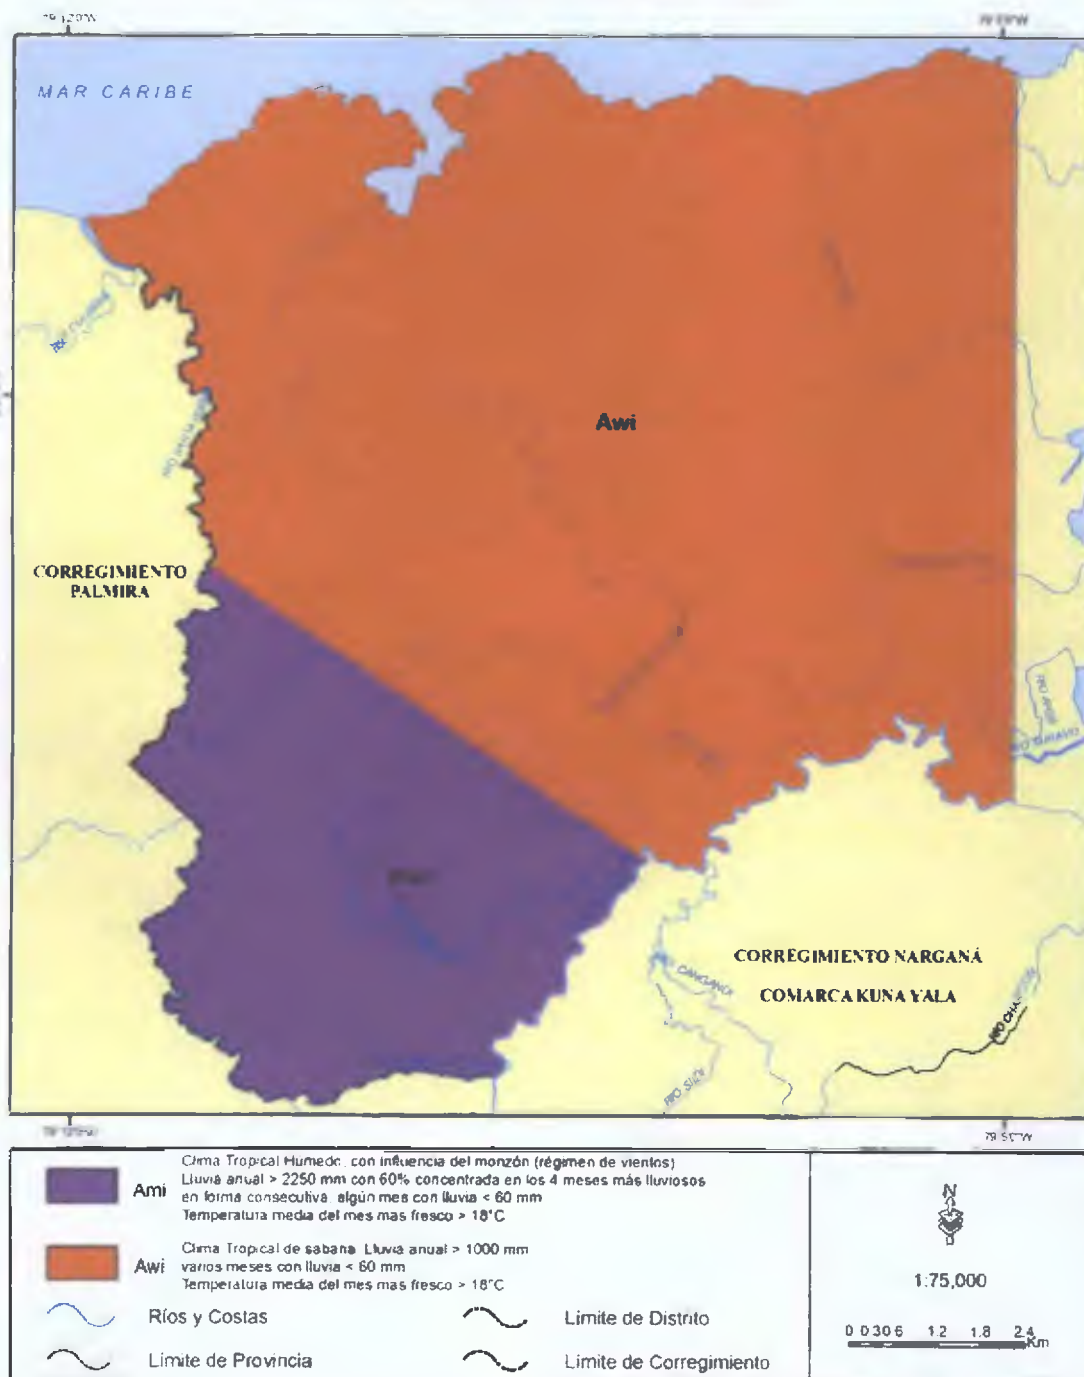 MAR CARIBE
Awi
CORREGIMIENTO
PALMIRA
CORREGIMIENTO NARGANÁ
COMARCA KUNA YALA
RIO CANGANDI
RIO SIDI
Ami
Clima Tropical Humedo, con influencia del monzón (régimen de vientos)
Lluvia anual > 2250 mm con 60% concentrada en los 4 meses más lluviosos
en forma consecutiva, algún mes con lluvia < 60 mm
Temperatura media del mes mas fresco > 18°C
Awi
Clima Tropical de sabana. Lluvia anual > 1000 mm
varios meses con lluvia < 60 mm
Temperatura media del mes mas fresco > 18°C
Ríos y Costas
Limite de Distrito
Limite de Provincia
Limite de Corregimiento
N
1:75,000
0 0.30.6 1.2 1.8 2.4
Km